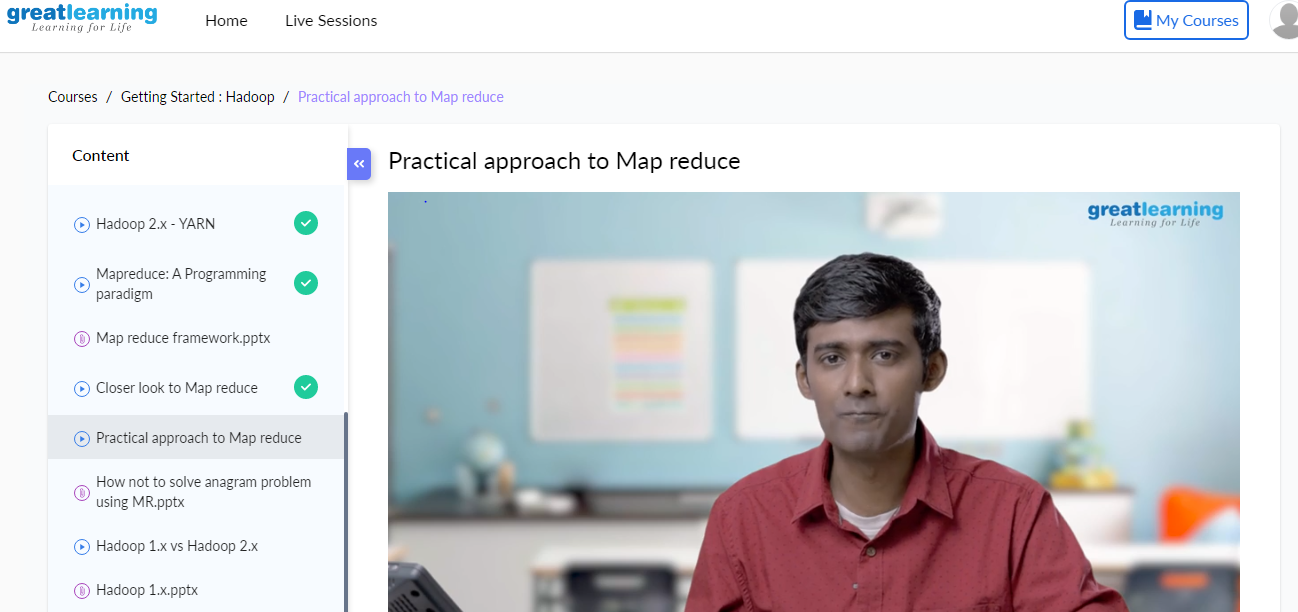 greatlearning
Learning for Life
Home
Live Sessions
My Courses
Courses / Getting Started : Hadoop / Practical approach to Map reduce
Content
Hadoop 2.x - YARN
Mapreduce: A Programming
paradigm
Map reduce framework.pptx
Closer look to Map reduce
Practical approach to Map reduce
How not to solve anagram problem
using MR.pptx
Hadoop 1.x vs Hadoop 2.x
Hadoop 1.x.pptx
Practical approach to Map reduce
greatlearning
Learning for Life